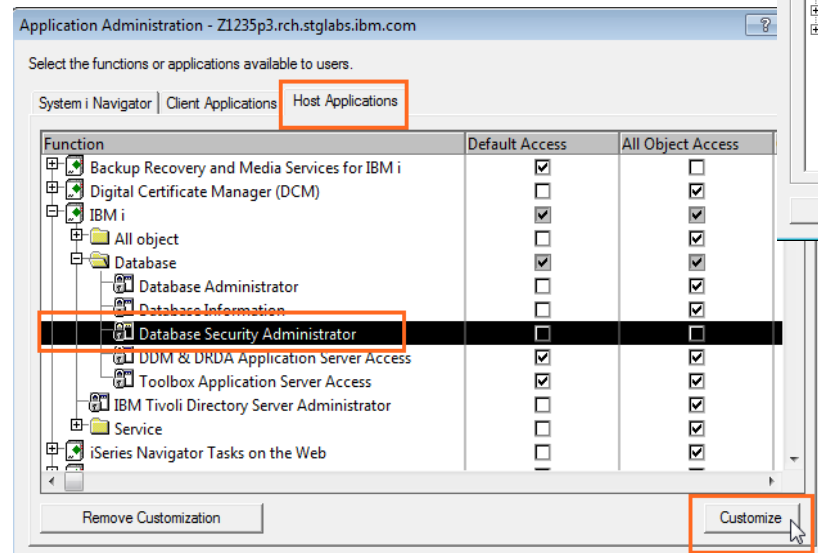 Application Administration - Z1235p3.rch.stglabs.ibm.com
Select the functions or applications available to users.
System i Navigator Client Applications Host Applications
Function Default Access All Object Access
Backup Recovery and Media Services for IBM i
Digital Certificate Manager (DCM)
IBM i
All object
Database
Database Administrator
Database Information
Database Security Administrator
DDM & DRDA Application Server Access
Toolbox Application Server Access
IBM Tivoli Directory Server Administrator
Service
iSeries Navigator Tasks on the Web
Remove Customization Customize